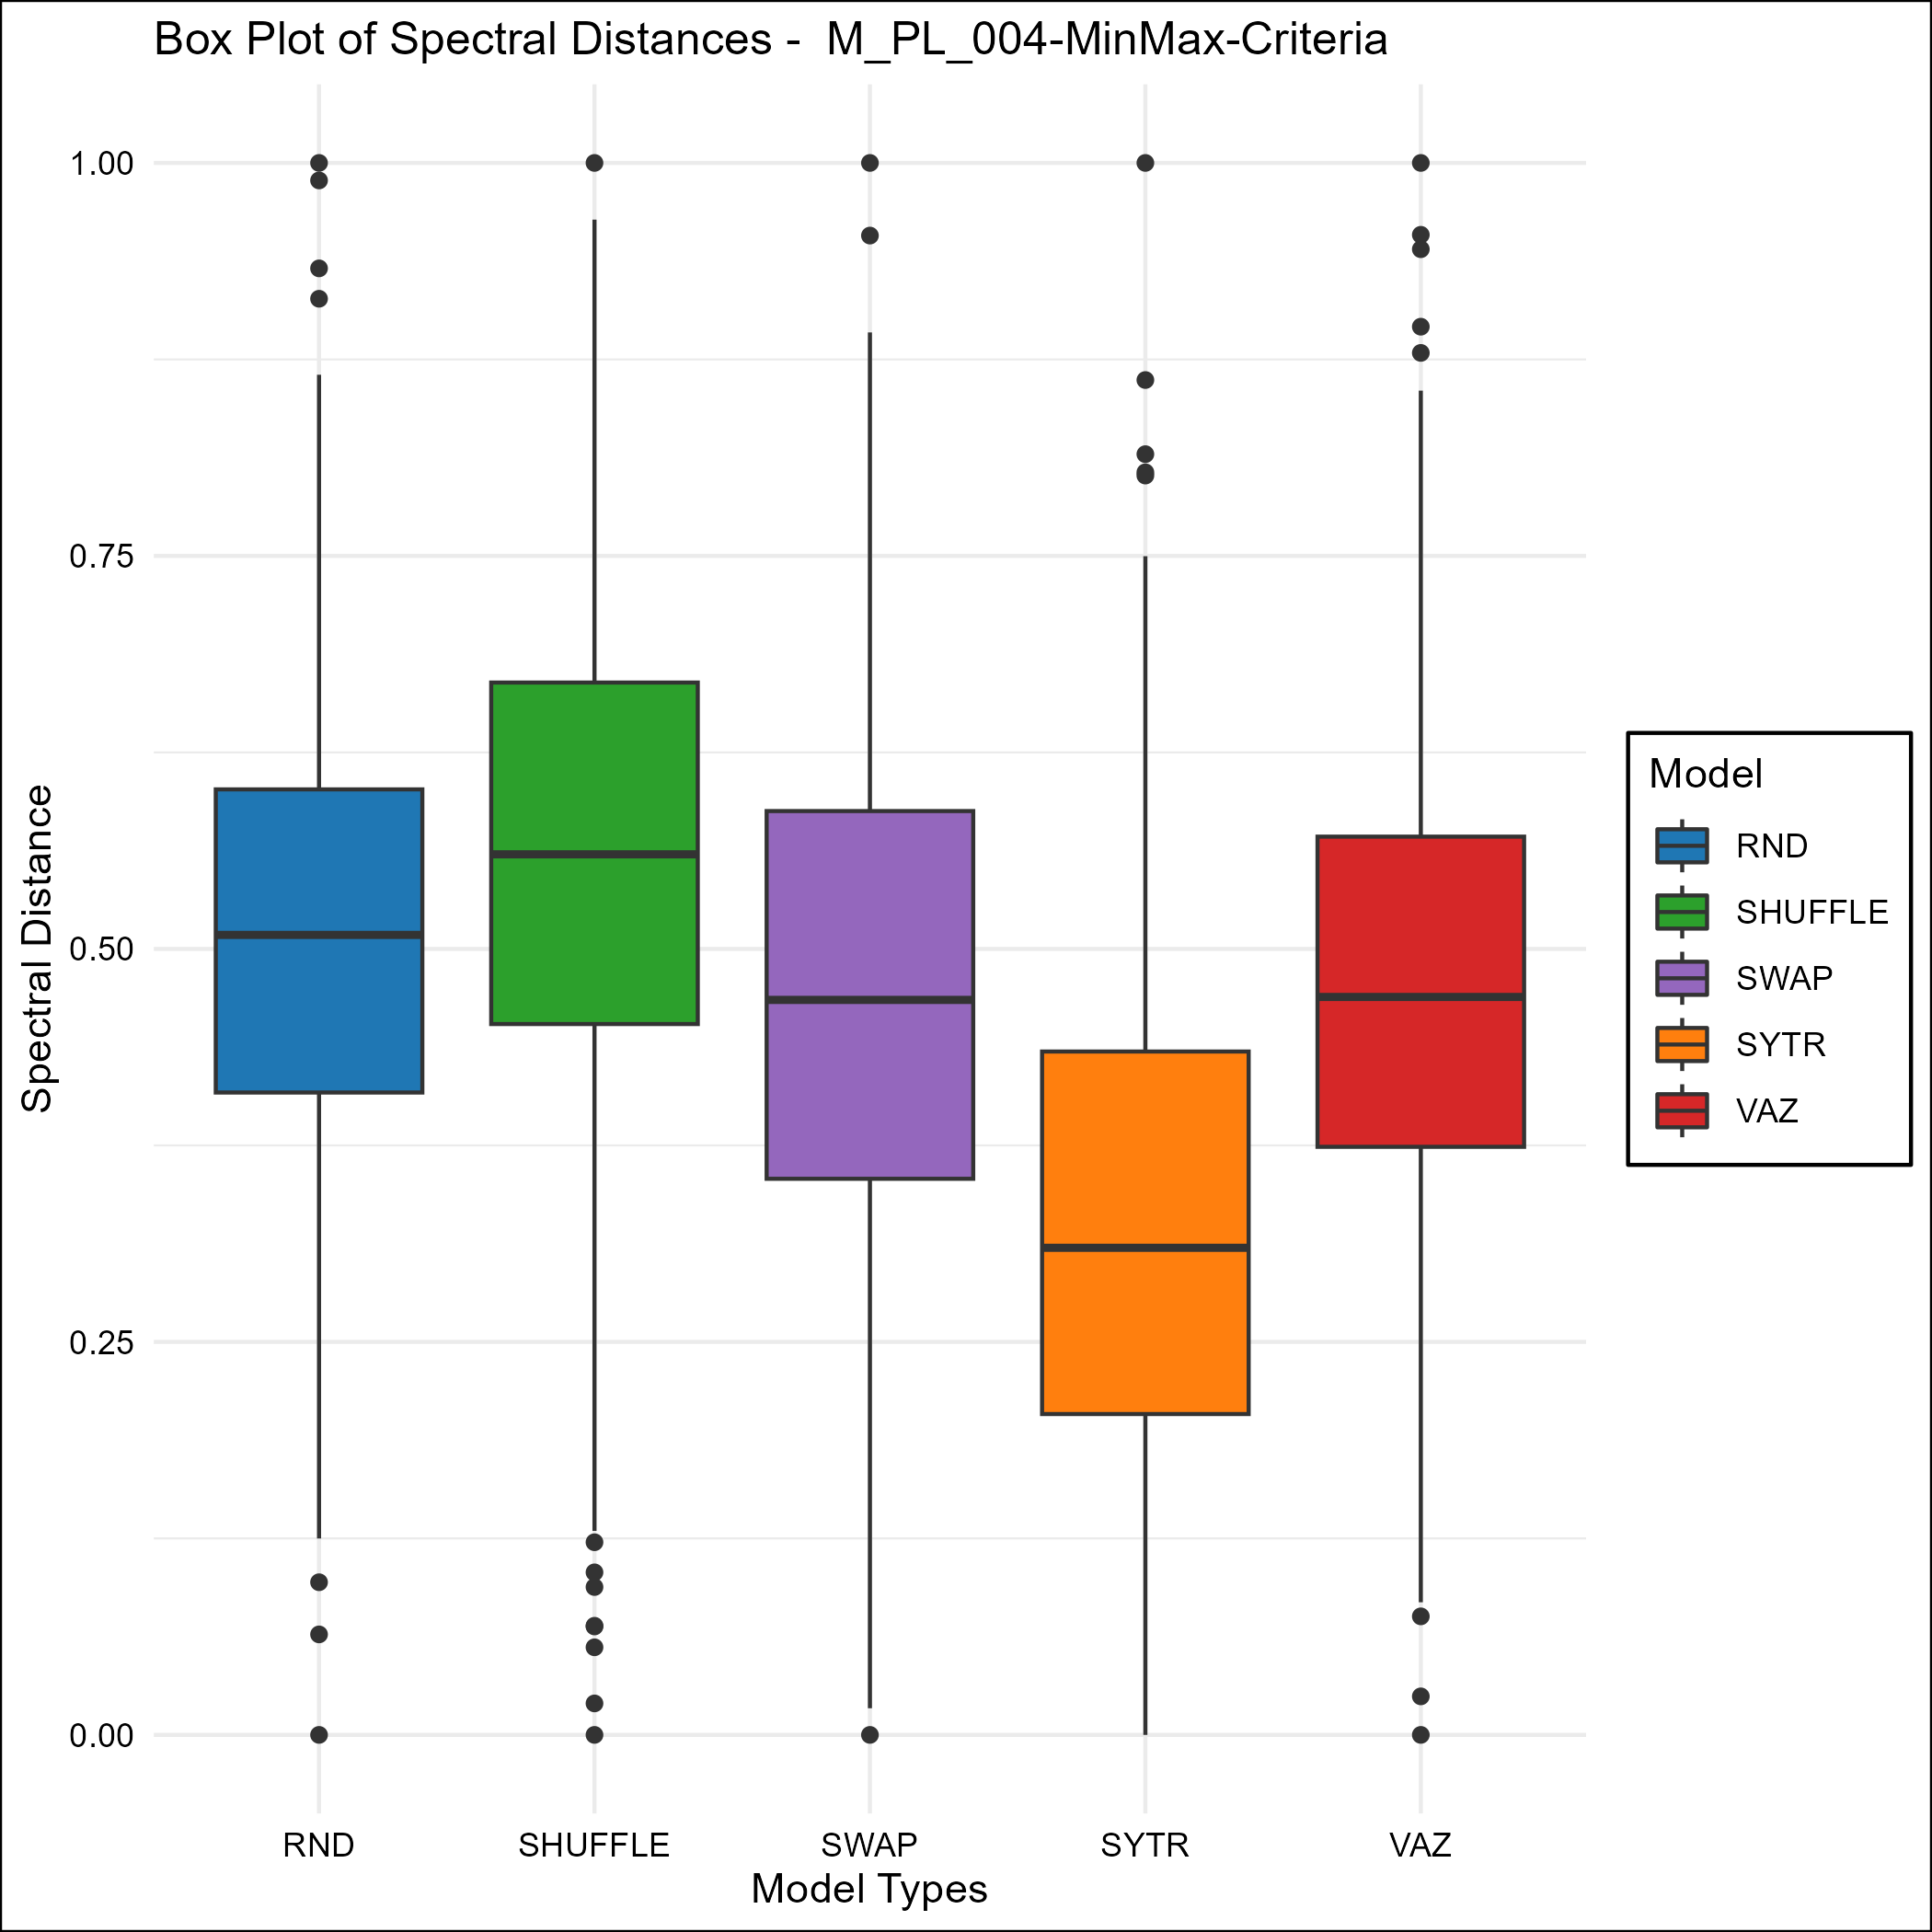 Box Plot of Spectral Distances -  M_PL_004-MinMax-Criteria
1.00
0.75
0.50
0.25
0.00
Spectral Distance
RND
SHUFFLE
SWAP
SYTR
VAZ
Model Types
Model
RND
SHUFFLE
SWAP
SYTR
VAZ